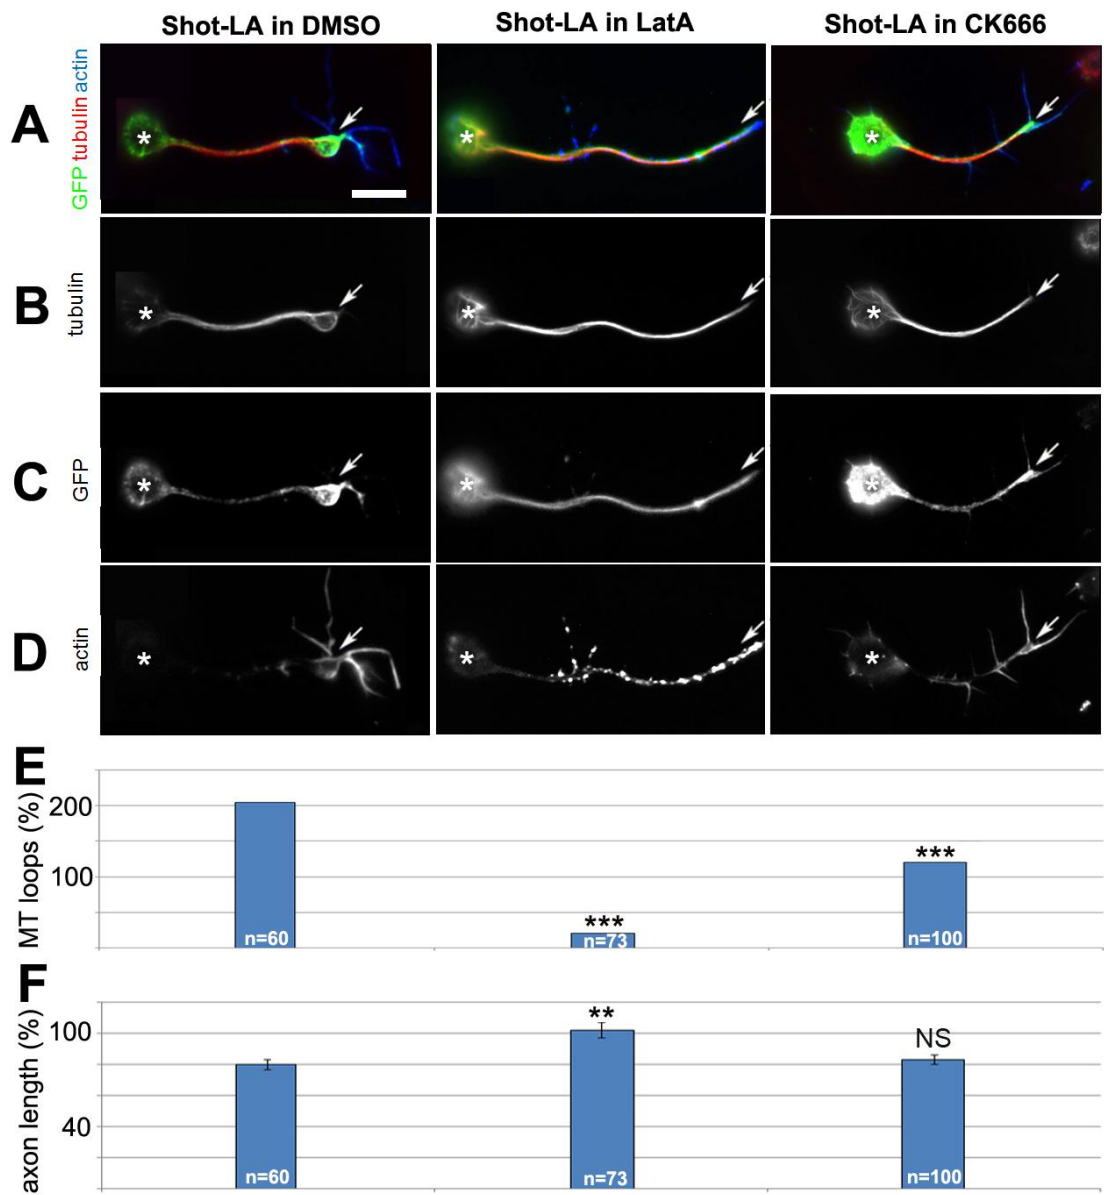 Shot-LA in DMSO
Shot-LA in LatA
Shot-LA in CK666
A
GFP tubulin actin
*
*
*
B
tubulin
*
*
*
C
GFP
*
*
*
D
actin
*
*
*
E
MT loops (%)
200
100
n=60
***
n=73
***
n=100
F
axon length (%)
100
40
n=60
**
n=73
NS
n=100